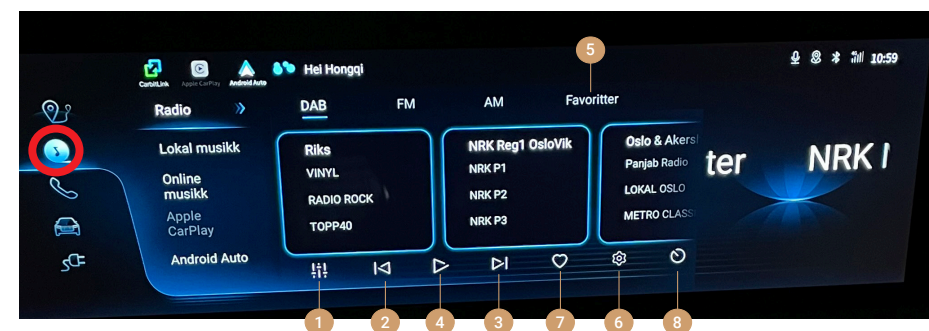 CarbitLink Apple CarPlay Android Auto Hei Hongqi
10:59
5
Radio DAB FM AM Favoritter
Lokal musikk
Online
musikk
Apple
CarPlay
Android Auto
Riks
VINYL
RADIO ROCK
TOPP40
NRK Reg1 OsloVik
NRK P1
NRK P2
NRK P3
Oslo & Akersl
Panjab Radio
LOKAL OSLO
METRO CLASS
ter NRK
1 2 4 3 7 6 8